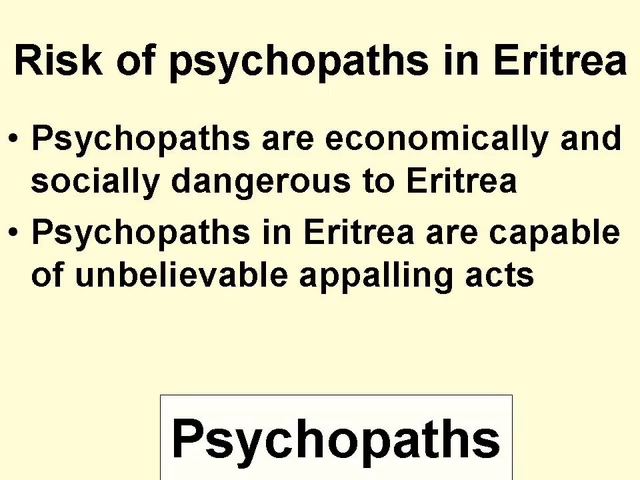 Risk of psychopaths in Eritrea
• Psychopaths are economically and
socially dangerous to Eritrea
• Psychopaths in Eritrea are capable
of unbelievable appalling acts
Psychopaths